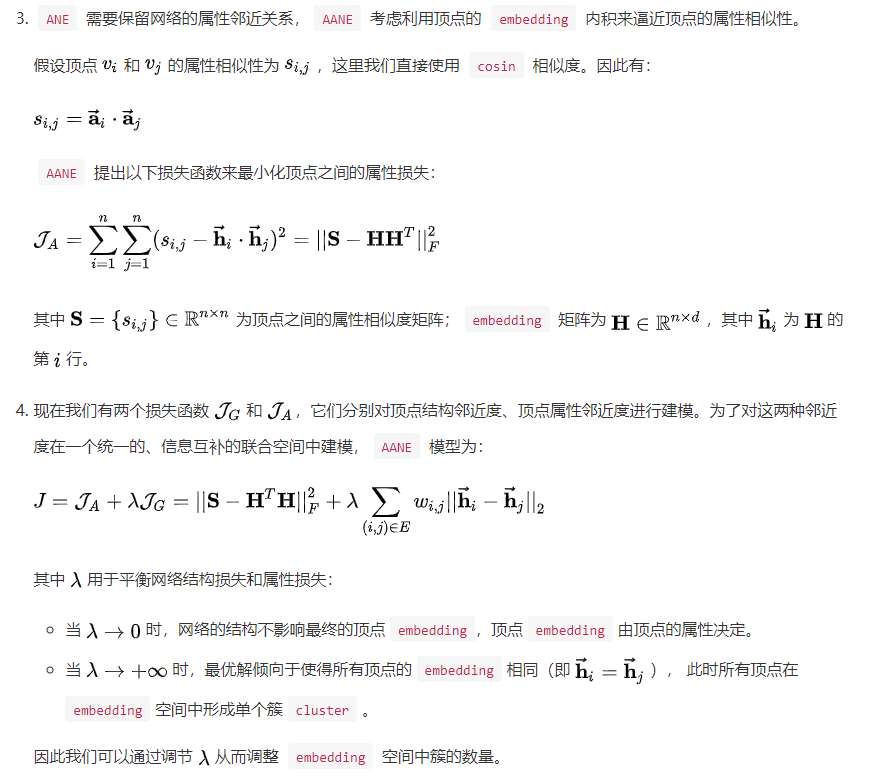 3. ANE 需要保留网络的属性邻近关系， AANE 考虑利用顶点的 embedding 内积来逼近顶点的属性相似性。
假设顶点 $v_i$ 和 $v_j$ 的属性相似性为 $s_{i,j}$ ，这里我们直接使用 cosin 相似度。因此有：
$s_{i,j} = \vec{\mathbf{a}}_i \cdot \vec{\mathbf{a}}_j$
AANE 提出以下损失函数来最小化顶点之间的属性损失：
$\mathcal{J}_A = \sum_{i=1}^{n} \sum_{j=1}^{n} (s_{i,j} - \vec{\mathbf{h}}_i \cdot \vec{\mathbf{h}}_j)^2 = ||\mathbf{S} - \mathbf{H}\mathbf{H}^T||_F^2$
其中 $\mathbf{S} = \{s_{i,j}\} \in \mathbb{R}^{n \times n}$ 为顶点之间的属性相似度矩阵； embedding 矩阵为 $\mathbf{H} \in \mathbb{R}^{n \times d}$ ，其中 $\vec{\mathbf{h}}_i$ 为 $\mathbf{H}$ 的
第 $i$ 行。
4. 现在我们有两个损失函数 $\mathcal{J}_G$ 和 $\mathcal{J}_A$，它们分别对顶点结构邻近度、顶点属性邻近度进行建模。为了对这两种邻近
度在一个统一的、信息互补的联合空间中建模， AANE 模型为：
$J = \mathcal{J}_A + \lambda \mathcal{J}_G = ||\mathbf{S} - \mathbf{H}^T\mathbf{H}||_F^2 + \lambda \sum_{(i,j) \in E} w_{i,j} ||\vec{\mathbf{h}}_i - \vec{\mathbf{h}}_j||_2$
其中 $\lambda$ 用于平衡网络结构损失和属性损失：
○ 当 $\lambda \to 0$ 时，网络的结构不影响最终的顶点 embedding ，顶点 embedding 由顶点的属性决定。
○ 当 $\lambda \to +\infty$ 时，最优解倾向于使得所有顶点的 embedding 相同（即 $\vec{\mathbf{h}}_i = \vec{\mathbf{h}}_j$ ），此时所有顶点在
embedding 空间中形成单个簇 cluster 。
因此我们可以通过调节 $\lambda$ 从而调整 embedding 空间中簇的数量。